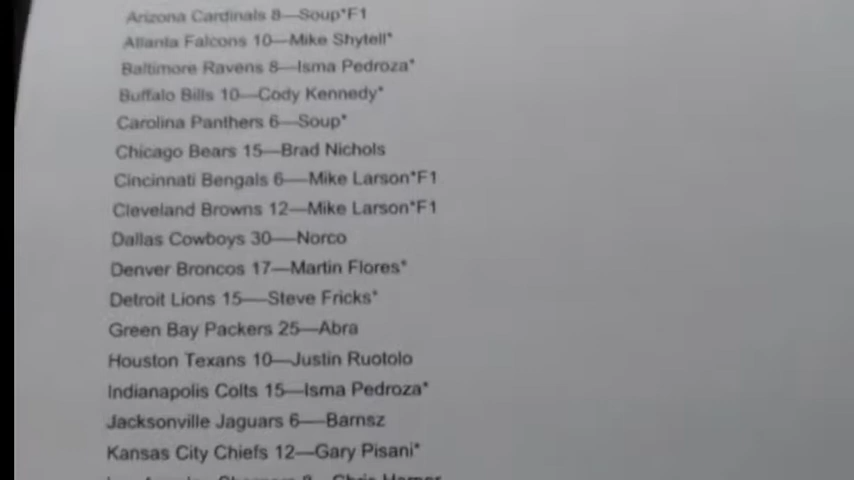 Arizona Cardinals 8—Soup*F1
Atlanta Falcons 10—Mike Shytell*
Baltimore Ravens 8—Isma Pedroza*
Buffalo Bills 10—Cody Kennedy*
Carolina Panthers 6—Soup*
Chicago Bears 15—Brad Nichols
Cincinnati Bengals 6—Mike Larson*F1
Cleveland Browns 12—Mike Larson*F1
Dallas Cowboys 30—Norco
Denver Broncos 17—Martin Flores*
Detroit Lions 15—Steve Fricks*
Green Bay Packers 25—Abra
Houston Texans 10—Justin Ruotolo
Indianapolis Colts 15—Isma Pedroza*
Jacksonville Jaguars 6—Barnsz
Kansas City Chiefs 12—Gary Pisani*